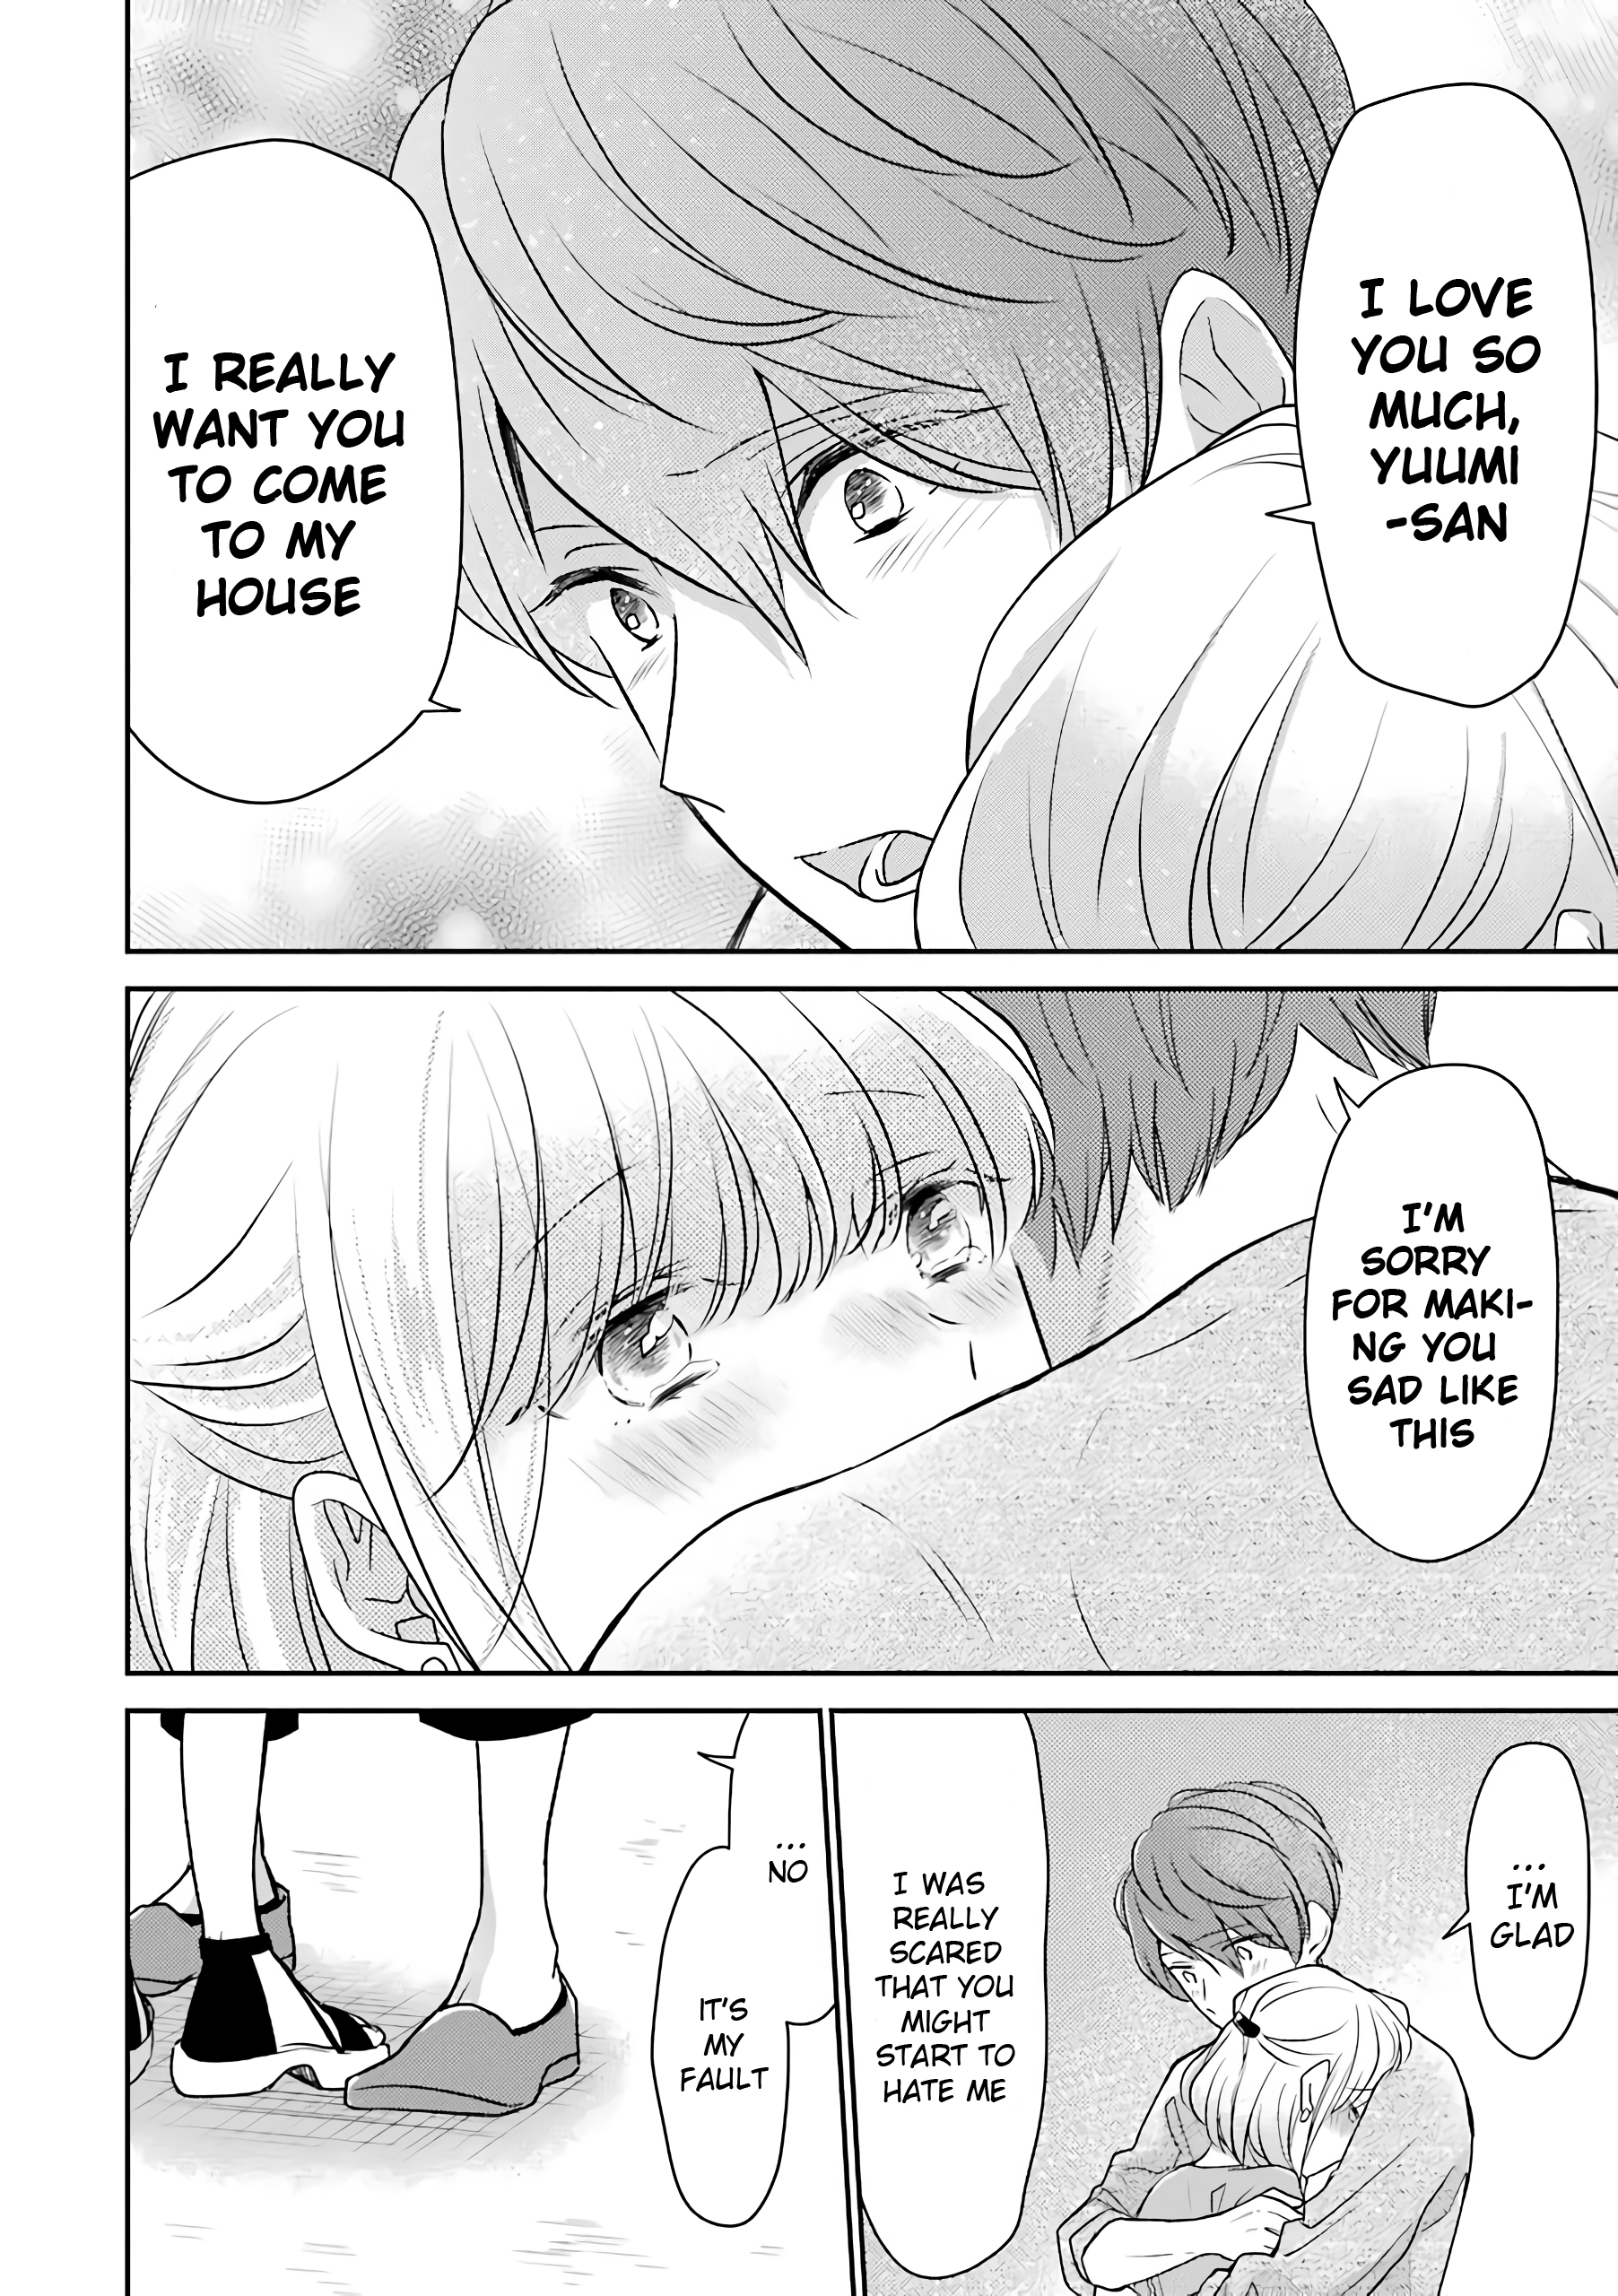 I LOVE
YOU SO
MUCH,
YUUMI
-SAN
I REALLY
WANT YOU
TO COME
TO MY
HOUSE
I'M
SORRY
FOR MAKI-
NG YOU
SAD LIKE
THIS
...
I'M
GLAD
I WAS
REALLY
SCARED
THAT YOU
MIGHT
START TO
HATE ME
...
NO
IT'S
MY
FAULT